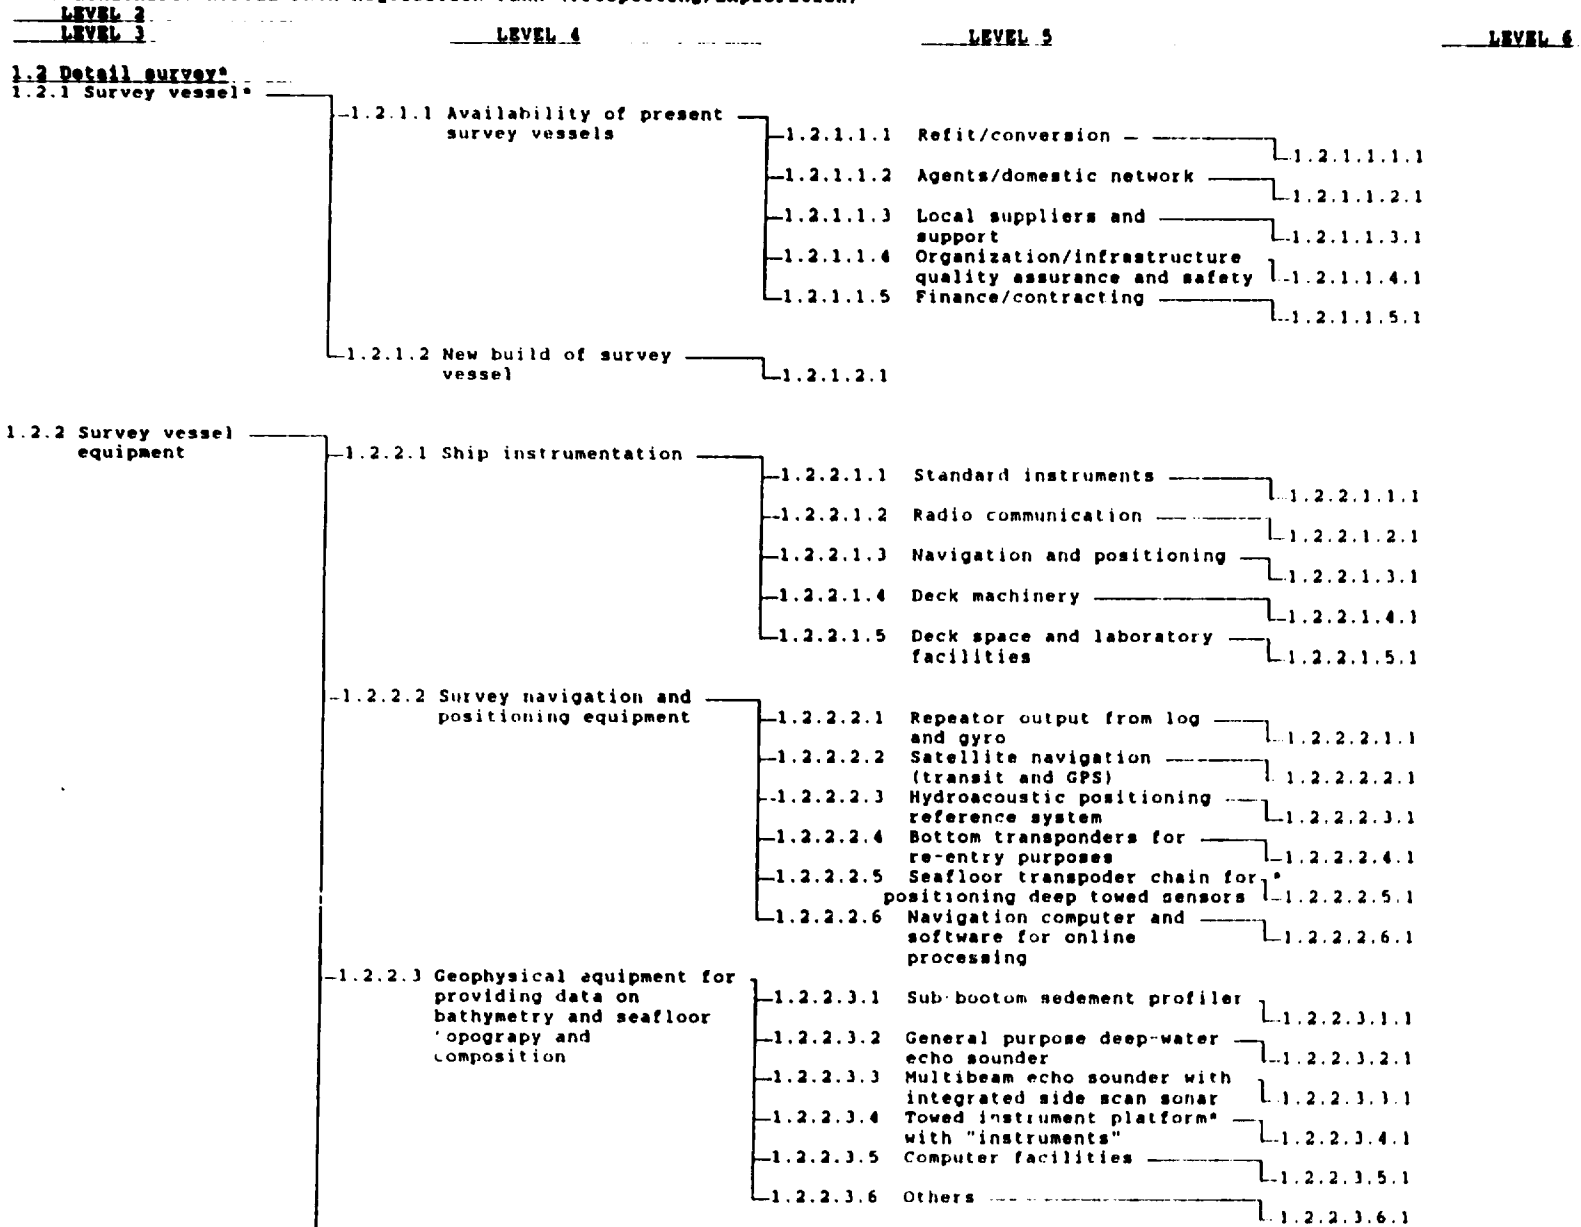 LEVEL 2
LEVEL 3 LEVEL 4 LEVEL 5 LEVEL 6
1.2 Detail survey*
1.2.1 Survey vessel*
1.2.1.1 Availability of present
survey vessels
1.2.1.1.1 Refit/conversion
1.2.1.1.1.1
1.2.1.1.2 Agents/domestic network
1.2.1.1.2.1
1.2.1.1.3 Local suppliers and
support
1.2.1.1.3.1
1.2.1.1.4 Organization/infrastructure
quality assurance and safety
1.2.1.1.4.1
1.2.1.1.5 Finance/contracting
1.2.1.1.5.1
1.2.1.2 New build of survey
vessel
1.2.1.2.1
1.2.2 Survey vessel
equipment
1.2.2.1 Ship instrumentation
1.2.2.1.1 Standard instruments
1.2.2.1.1.1
1.2.2.1.2 Radio communication
1.2.2.1.2.1
1.2.2.1.3 Navigation and positioning
1.2.2.1.3.1
1.2.2.1.4 Deck machinery
1.2.2.1.4.1
1.2.2.1.5 Deck space and laboratory
facilities
1.2.2.1.5.1
1.2.2.2 Survey navigation and
positioning equipment
1.2.2.2.1 Repeator output from log
and gyro
1.2.2.2.1.1
1.2.2.2.2 Satellite navigation
(transit and GPS)
1.2.2.2.2.1
1.2.2.2.3 Hydroacoustic positioning
reference system
1.2.2.2.3.1
1.2.2.2.4 Bottom transponders for
re-entry purposes
1.2.2.2.4.1
1.2.2.2.5 Seafloor transpoder chain for*
positioning deep towed sensors
1.2.2.2.5.1
1.2.2.2.6 Navigation computer and
software for online
processing
1.2.2.2.6.1
1.2.2.3 Geophysical equipment for
providing data on
bathymetry and seafloor
'opograpy and
composition
1.2.2.3.1 Sub-bootom sedement profiler
1.2.2.3.1.1
1.2.2.3.2 General purpose deep-water
echo sounder
1.2.2.3.2.1
1.2.2.3.3 Multibeam echo sounder with
integrated side scan sonar
1.2.2.3.3.1
1.2.2.3.4 Towed instrument platform*
with "instruments"
1.2.2.3.4.1
1.2.2.3.5 Computer facilities
1.2.2.3.5.1
1.2.2.3.6 Others
1.2.2.3.6.1